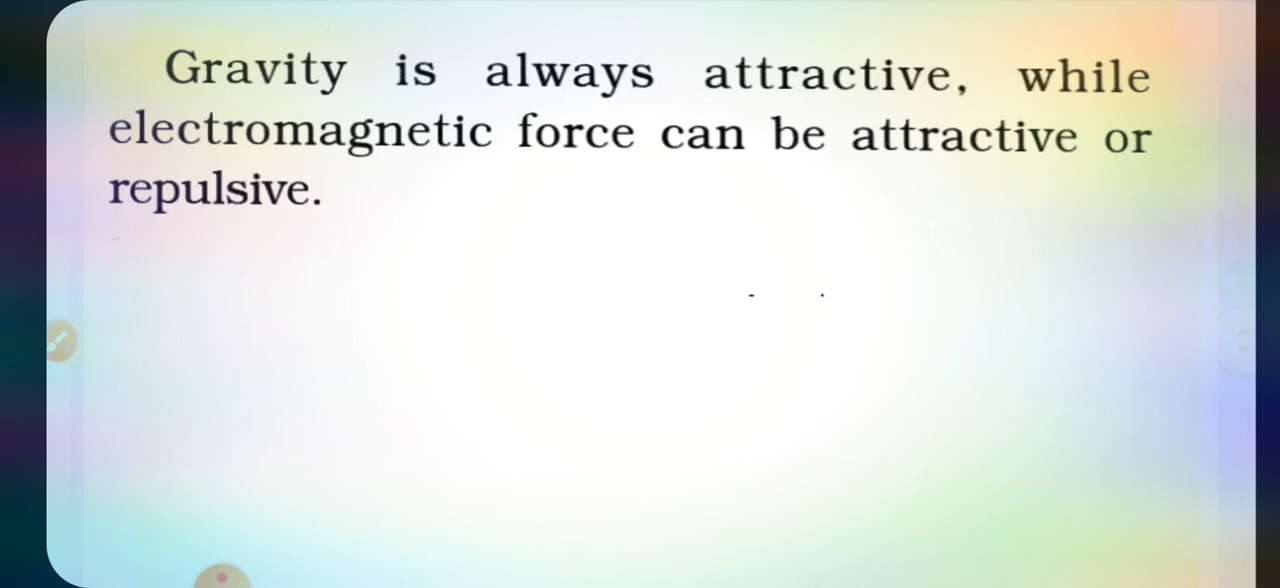 Gravity is always attractive, while
electromagnetic force can be attractive or
repulsive.